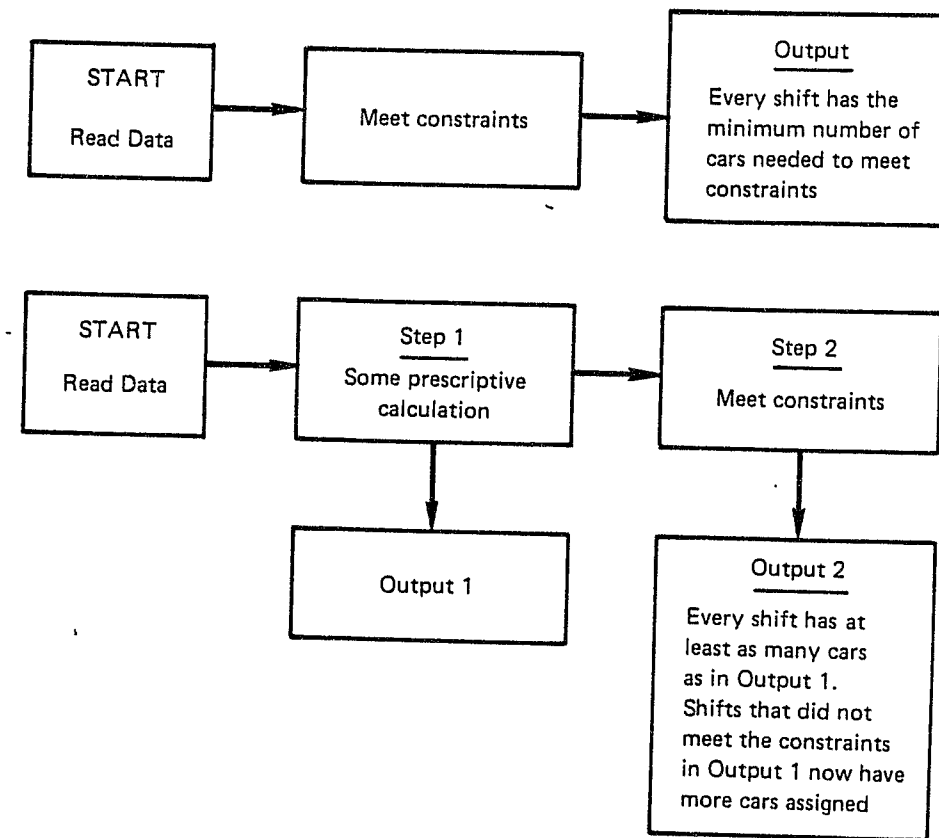 START
Read Data
Meet constraints
Output
Every shift has the
minimum number of
cars needed to meet
constraints
START
Read Data
Step 1
Some prescriptive
calculation
Step 2
Meet constraints
Output 1
Output 2
Every shift has at
least as many cars
as in Output 1.
Shifts that did not
meet the constraints
in Output 1 now have
more cars assigned